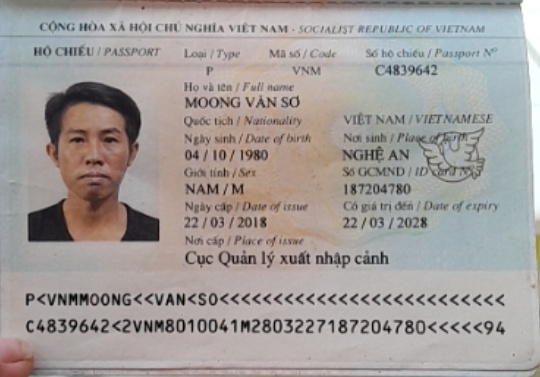 CỘNG HÒA XÃ HỘI CHỦ NGHĨA VIỆT NAM - SOCIALIST REPUBLIC OF VIETNAM
HỘ CHIẾU / PASSPORT Loại / Type Mã số / Code Số hộ chiếu / Passport Nº
P VNM C4839642
Họ và tên / Full name
MOONG VĂN SƠ
Quốc tịch / Nationality VIỆT NAM / VIETNAMESE
Ngày sinh / Date of birth Nơi sinh / Place of birth
04 / 10 / 1980 NGHỆ AN
Giới tính / Sex Số GCMND / ID card Nº
NAM / M 187204780
Ngày cấp / Date of issue Có giá trị đến / Date of expiry
22 / 03 / 2018 22 / 03 / 2028
Nơi cấp / Place of issue
Cục Quản lý xuất nhập cảnh
P<VNMMOONG<<VAN<SO<<<<<<<<<<<<<<<<<<<<<<<<<<
C4839642<2VNM8010041M2803227187204780<<<<<94